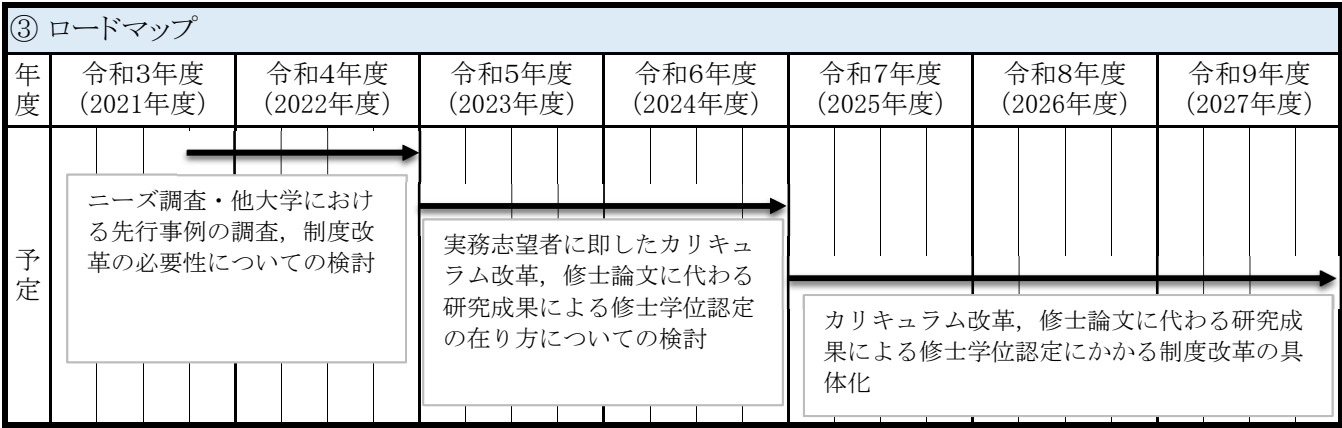 ③ ロードマップ
年度
令和3年度
(2021年度)
令和4年度
(2022年度)
令和5年度
(2023年度)
令和6年度
(2024年度)
令和7年度
(2025年度)
令和8年度
(2026年度)
令和9年度
(2027年度)
予定
ニーズ調査・他大学におけ
る先行事例の調査，制度改
革の必要性についての検討
実務志望者に即したカリキュ
ラム改革，修士論文に代わる
研究成果による修士学位認定
の在り方についての検討
カリキュラム改革，修士論文に代わる研究成
果による修士学位認定にかかる制度改革の具
体化